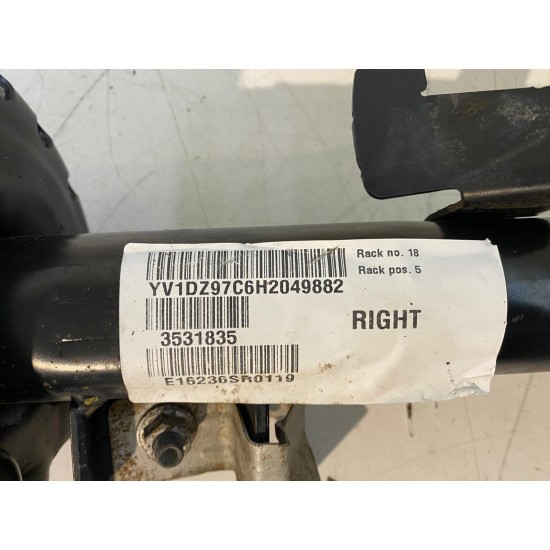 Rack no. 18
Rack pos. 5
YV1DZ97C6H2049882
RIGHT
3531835
E16236SR0119